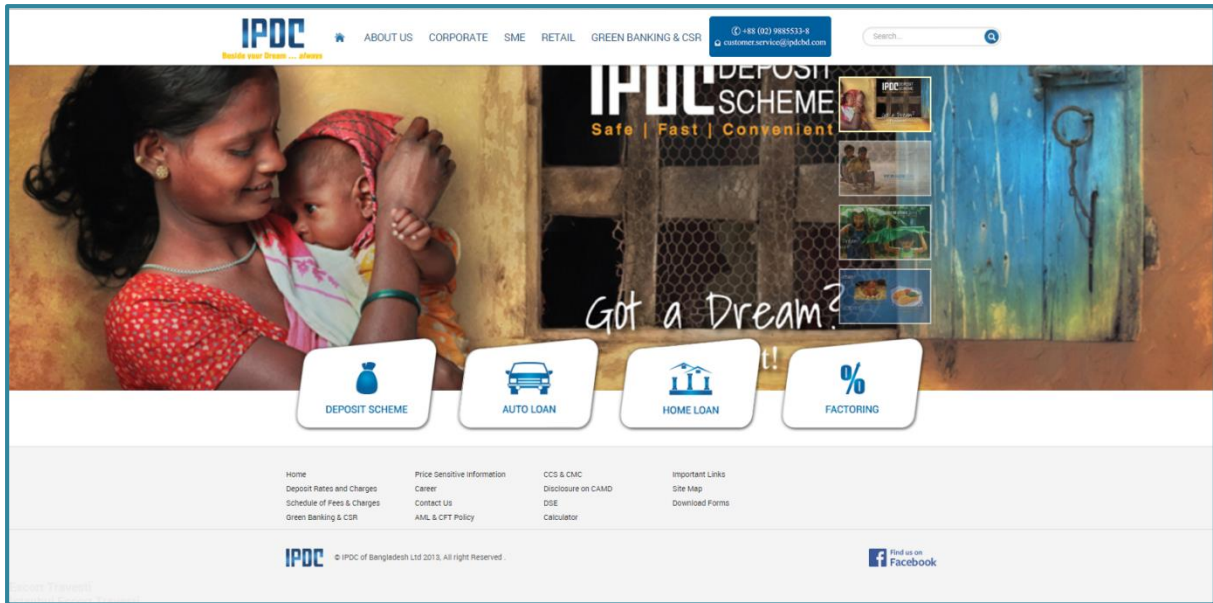 IPDC
Beside your Dream .... always
ABOUT US
CORPORATE
SME
RETAIL
GREEN BANKING & CSR
+88 (02) 9885533-8
customer.service@ipdcbd.com
Search...
IPDC DEPOSIT
SCHEME
Safe | Fast | Convenient
IPDC
Got a Dream?
t!
DEPOSIT SCHEME
AUTO LOAN
HOME LOAN
%
FACTORING
Home
Deposit Rates and Charges
Schedule of Fees & Charges
Green Banking & CSR
Price Sensitive Information
Career
Contact Us
AML & CFT Policy
CCS & CMC
Disclosure on CAMD
DSE
Calculator
Important Links
Site Map
Download Forms
IPDC
© IPDC of Bangladesh Ltd 2013, All right Reserved .
f
Find us on
Facebook
Escort Traventi